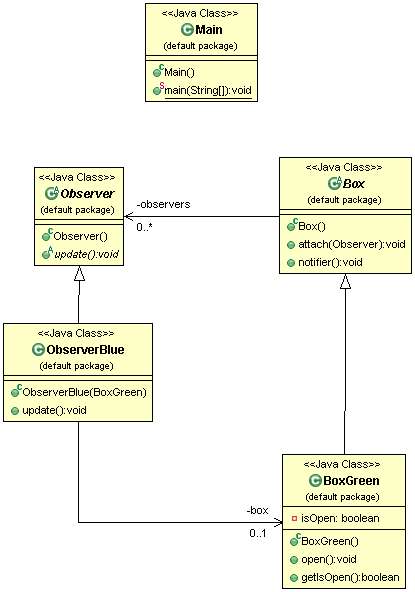 <<Java Class>>
Main
(default package)
Main()
main(String[]):void
<<Java Class>>
Observer
(default package)
Observer()
update():void
-observers
0..*
<<Java Class>>
Box
(default package)
Box()
attach(Observer):void
notifier():void
<<Java Class>>
ObserverBlue
(default package)
ObserverBlue(BoxGreen)
update():void
-box
0..1
<<Java Class>>
BoxGreen
(default package)
isOpen: boolean
BoxGreen()
open():void
getIsOpen():boolean